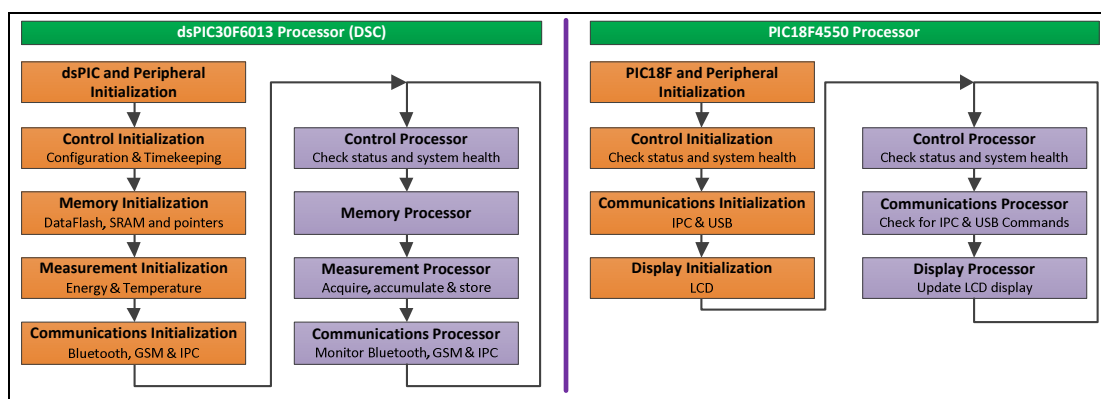 dsPIC30F6013 Processor (DSC)
dsPIC and Peripheral
Initialization
Control Initialization
Configuration & Timekeeping
Memory Initialization
DataFlash, SRAM and pointers
Measurement Initialization
Energy & Temperature
Communications Initialization
Bluetooth, GSM & IPC
Control Processor
Check status and system health
Memory Processor
Measurement Processor
Acquire, accumulate & store
Communications Processor
Monitor Bluetooth, GSM & IPC
PIC18F4550 Processor
PIC18F and Peripheral
Initialization
Control Initialization
Check status and system health
Communications Initialization
IPC & USB
Display Initialization
LCD
Control Processor
Check status and system health
Communications Processor
Check for IPC & USB Commands
Display Processor
Update LCD display